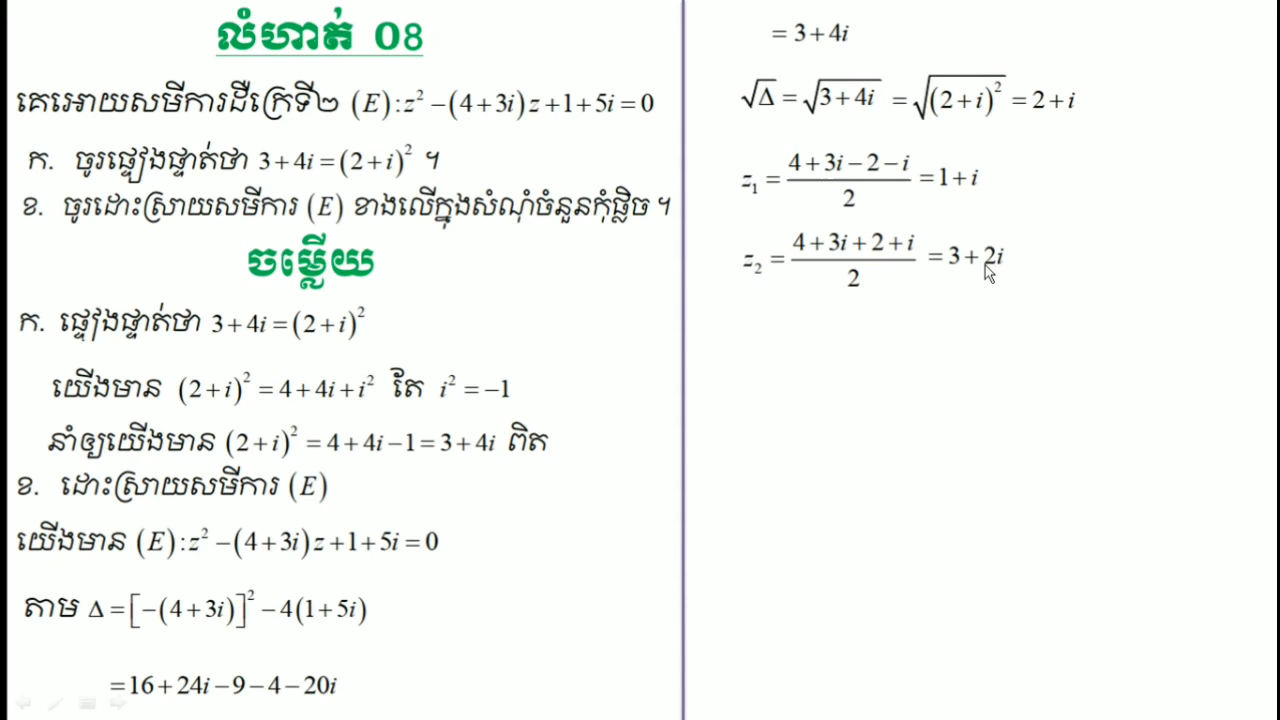 លំហាត់ 08
គេអោយសមីការដឺក្រេទី២ (E):z² −(4+3i)z+1+5i=0
ក. ចូរផ្ទៀងផ្ទាត់ថា 3+4i=(2+i)² ។
ខ. ចូរដោះស្រាយសមីការ (E) ខាងលើក្នុងសំណុំចំនួនកុំផ្លិច ។
ចម្លើយ
ក. ផ្ទៀងផ្ទាត់ថា 3+4i=(2+i)²
យើងមាន (2+i)² =4+4i+i² តែ i² =−1
នាំឲ្យយើងមាន (2+i)² =4+4i−1=3+4i ពិត
ខ. ដោះស្រាយសមីការ (E)
យើងមាន (E):z² −(4+3i)z+1+5i=0
តាម Δ=[−(4+3i)]² −4(1+5i)
=16+24i−9−4−20i
=3+4i
√Δ =√(3+4i) =√((2+i)²) =2+i
z₁ = (4+3i−2−i)/2 =1+i
z₂ = (4+3i+2+i)/2 =3+2i